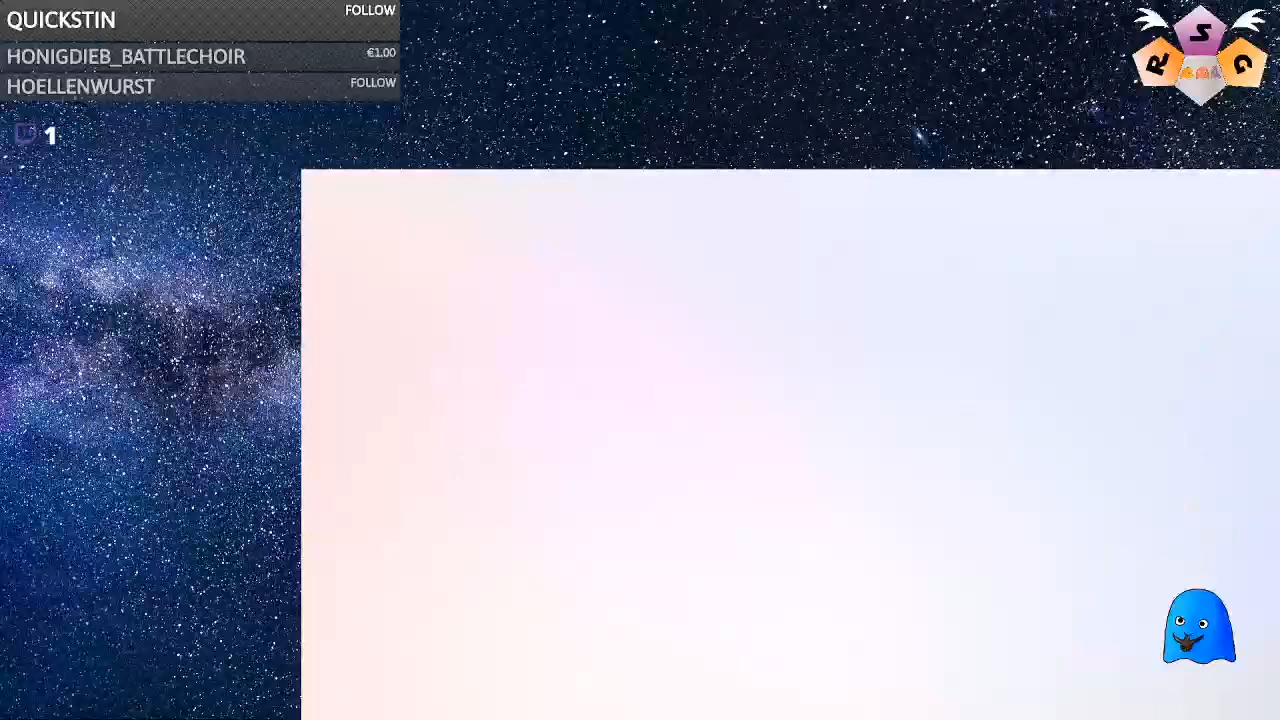 QUICKSTIN FOLLOW
HONIGDIEB_BATTLECHOIR €1.00
HOELLENWURST FOLLOW
1
R S G